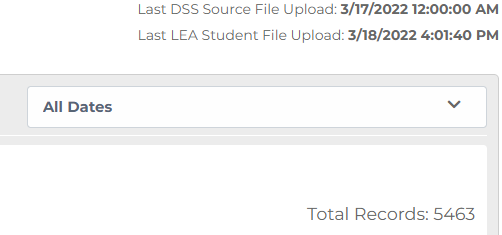 Last DSS Source File Upload: 3/17/2022 12:00:00 AM
Last LEA Student File Upload: 3/18/2022 4:01:40 PM
All Dates
Total Records: 5463